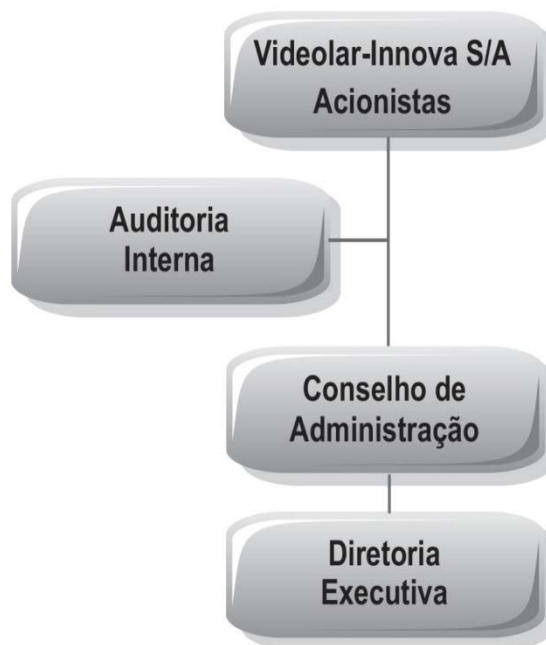 Videolar-Innova S/A
Acionistas
Auditoria
Interna
Conselho de
Administração
Diretoria
Executiva